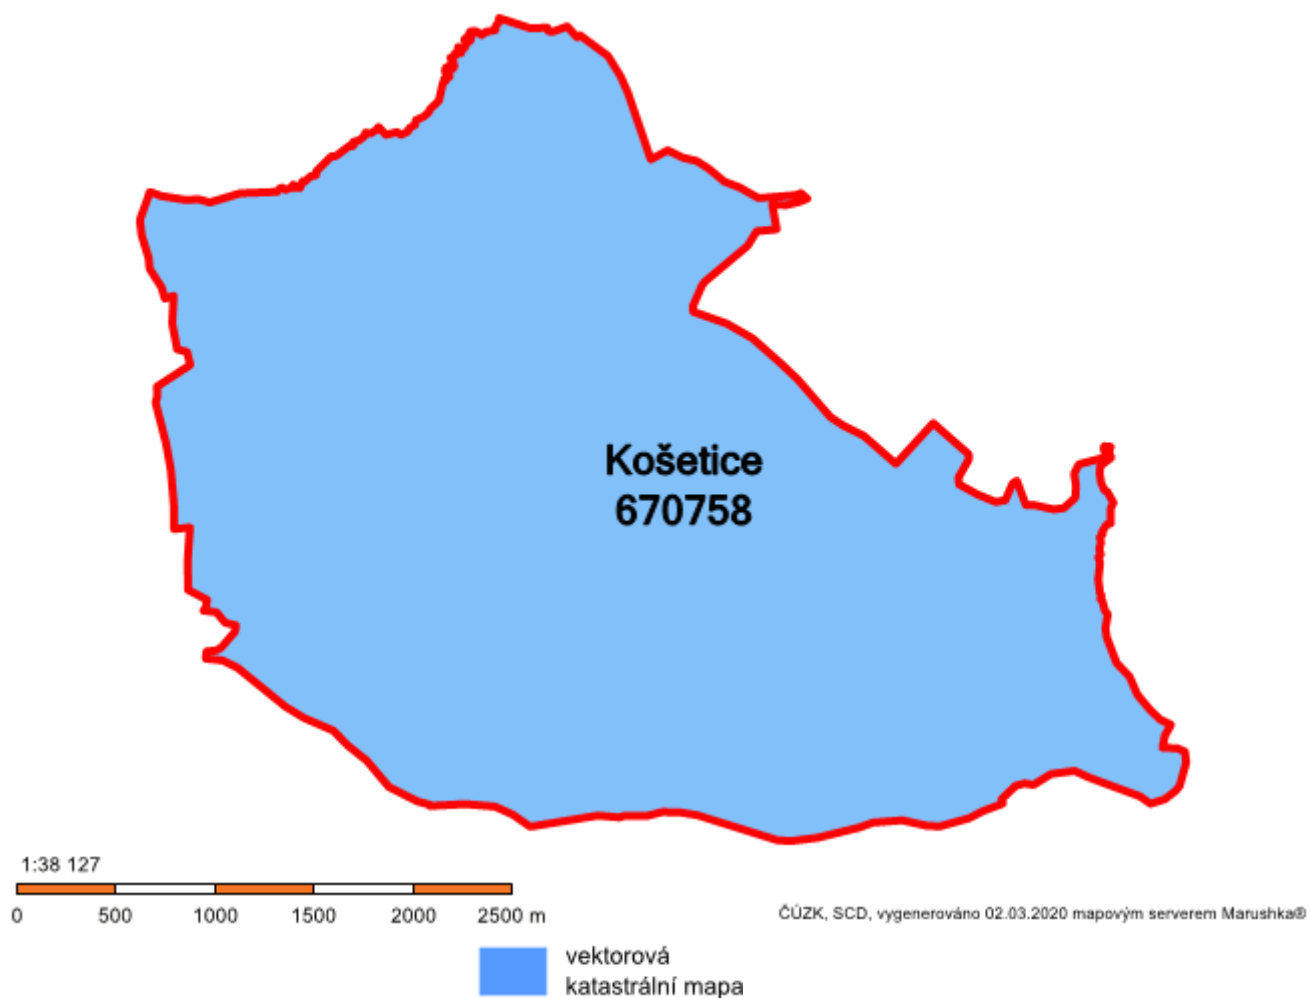 Košetice
670758
1:38 127
0 500 1000 1500 2000 2500 m
ČÚZK, SCD, vygenerováno 02.03.2020 mapovým serverem Marushka®
vektorová
katastrální mapa